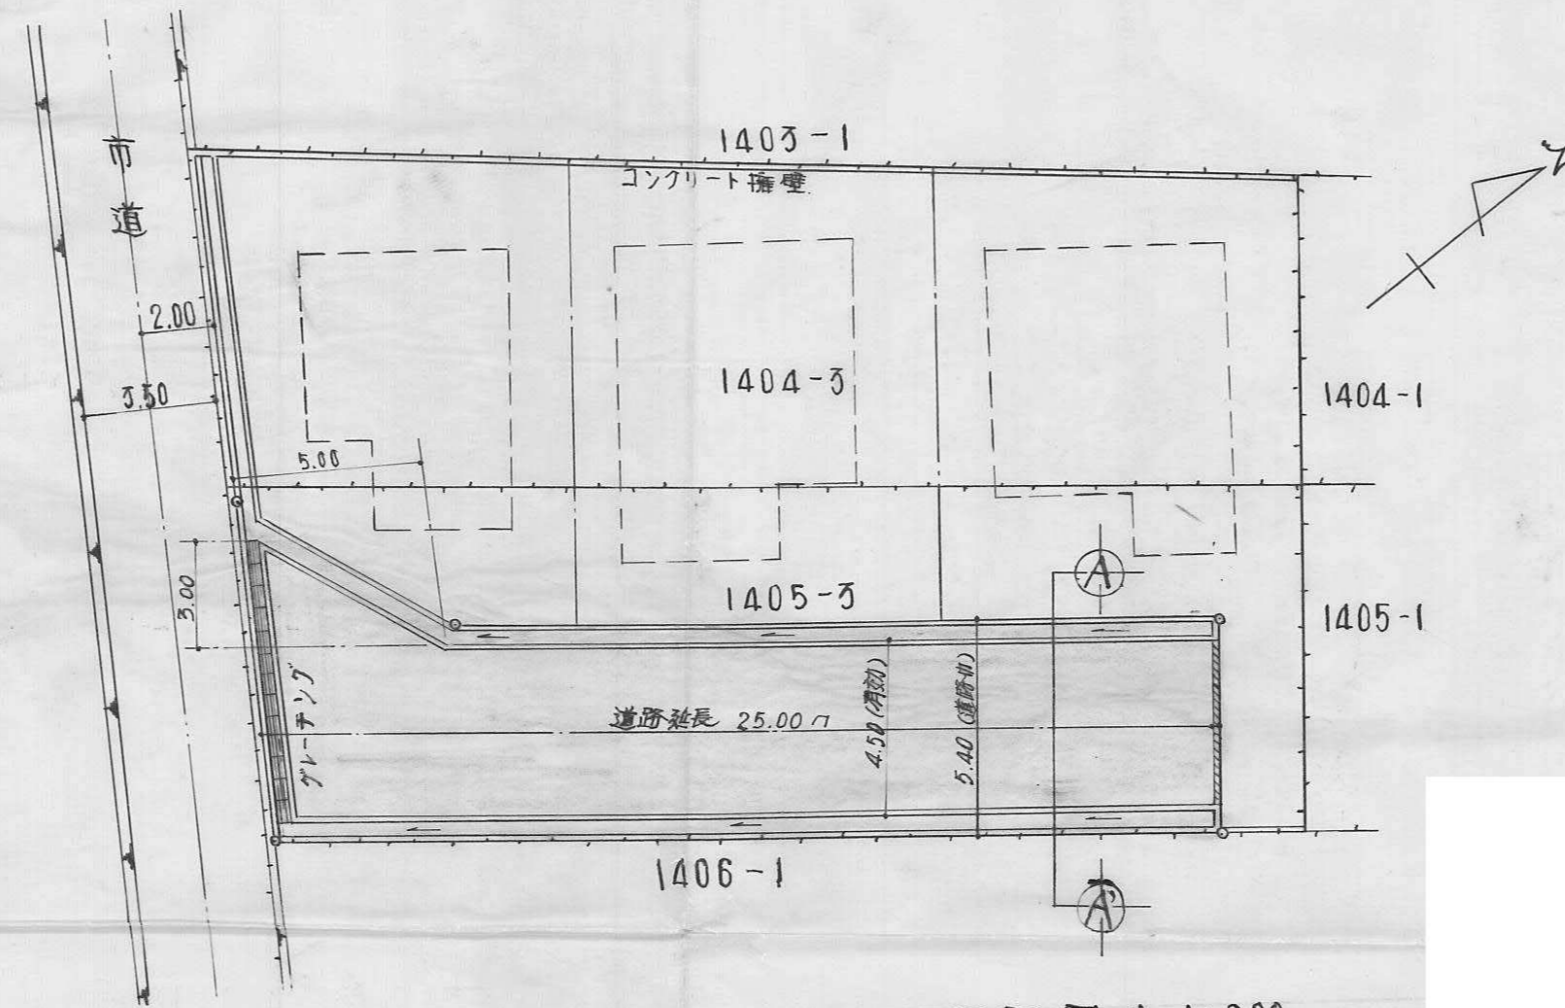 市道
1403-1
コンクリート擁壁
2.00
3.50
5.00
1404-3
1404-1
3.00
1405-3
A
1405-1
グレーチング
道路延長 25.00m
4.50 (有効)
5.40 (道路巾)
1406-1
A'